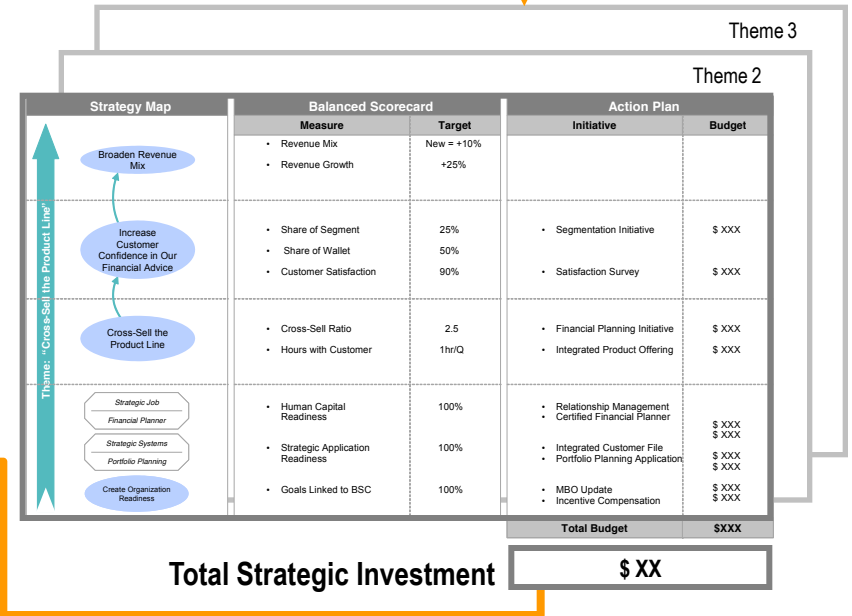 Theme 3
Theme 2
Strategy Map
Balanced Scorecard
Action Plan
Measure
Target
Initiative
Budget
Theme: “Cross-Sell the Product Line”
Broaden Revenue
Mix
• Revenue Mix
New = +10%
• Revenue Growth
+25%
Increase
Customer
Confidence in Our
Financial Advice
• Share of Segment
25%
• Segmentation Initiative
$ XXX
• Share of Wallet
50%
• Customer Satisfaction
90%
• Satisfaction Survey
$ XXX
Cross-Sell the
Product Line
• Cross-Sell Ratio
2.5
• Financial Planning Initiative
$ XXX
• Hours with Customer
1hr/Q
• Integrated Product Offering
$ XXX
Strategic Job
Financial Planner
• Human Capital
Readiness
100%
• Relationship Management
• Certified Financial Planner
$ XXX
$ XXX
Strategic Systems
Portfolio Planning
• Strategic Application
Readiness
100%
• Integrated Customer File
• Portfolio Planning Application
$ XXX
$ XXX
Create Organization
Readiness
• Goals Linked to BSC
100%
• MBO Update
• Incentive Compensation
$ XXX
$ XXX
Total Budget
$XXX
Total Strategic Investment
$ XX